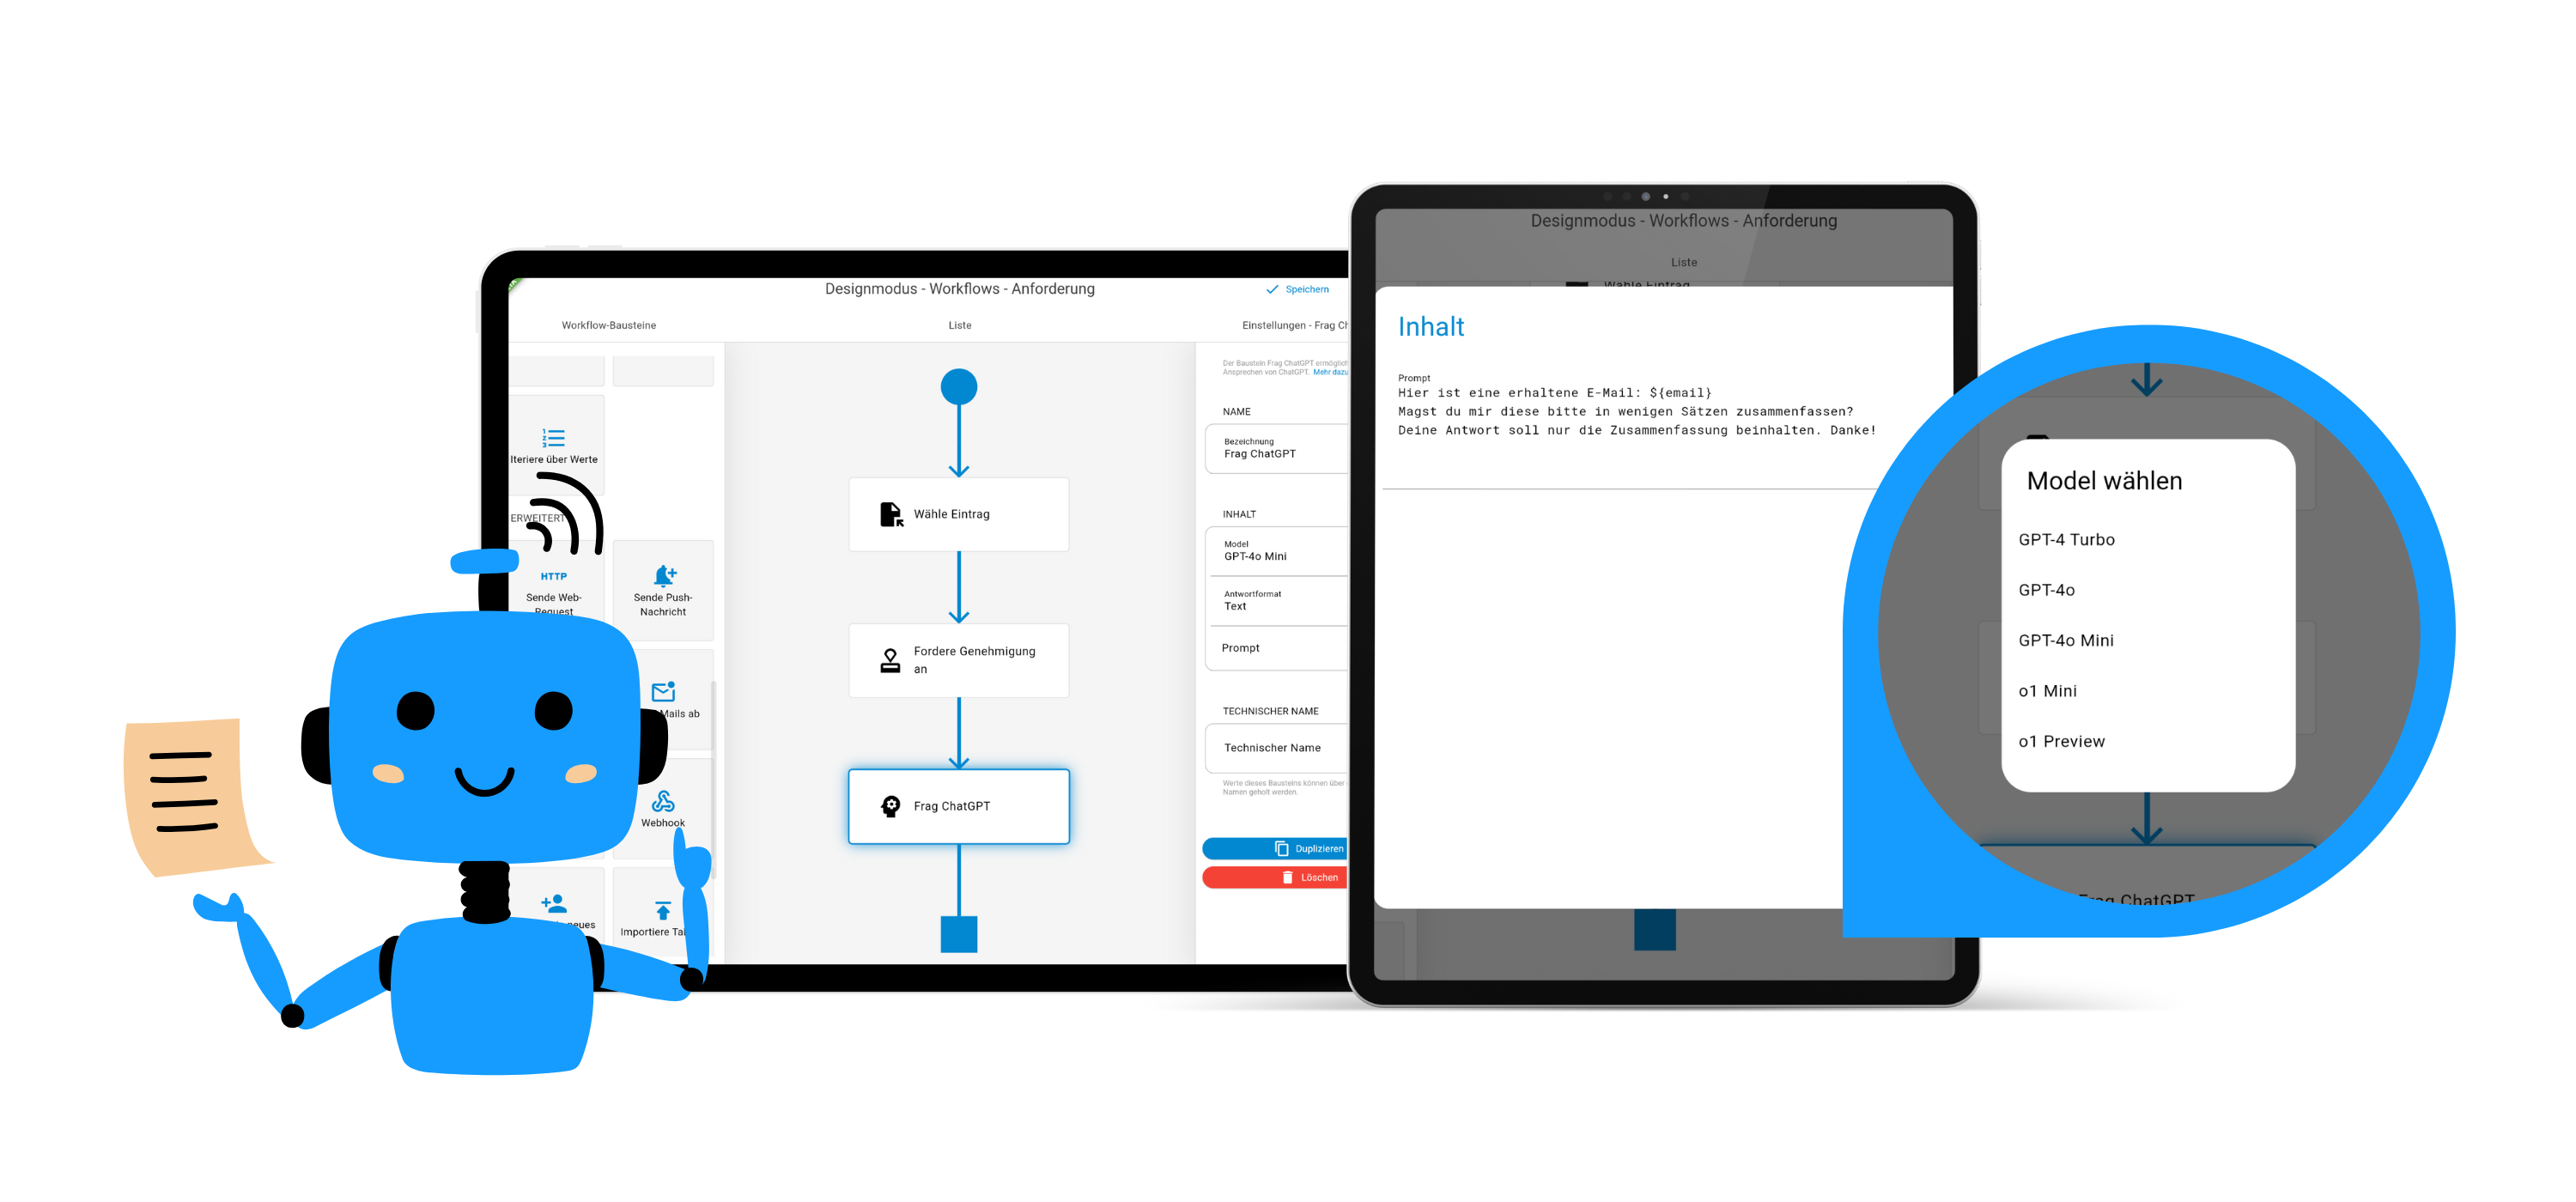 Designmodus - Workflows - Anforderung
Speichern
Workflow-Bausteine
Liste
Einstellungen - Frag
Iteriere über Werte
ERWEITERT
HTTP
Sende Web-
Request
Sende Push-
Nachricht
Mails ab
Webhook
Importiere
Wähle Eintrag
Fordere Genehmigung
an
Frag ChatGPT
Der Baustein Frag ChatGPT
Ansprechen von ChatGPT. Mehr dazu
NAME
Bezeichnung
Frag ChatGPT
INHALT
Model
GPT-4o Mini
Antwortformat
Text
Prompt
TECHNISCHER NAME
Technischer Name
Werte dieses Bausteins können über
Namen geholt werden.
Duplizieren
Löschen
Designmodus - Workflows - Anforderung
Liste
Wähle Eintrag
Inhalt
Prompt
Hier ist eine erhaltene E-Mail: ${email}
Magst du mir diese bitte in wenigen Sätzen zusammenfassen?
Deine Antwort soll nur die Zusammenfassung beinhalten. Danke!
Model wählen
GPT-4 Turbo
GPT-4o
GPT-4o Mini
o1 Mini
o1 Preview
Frag ChatGPT